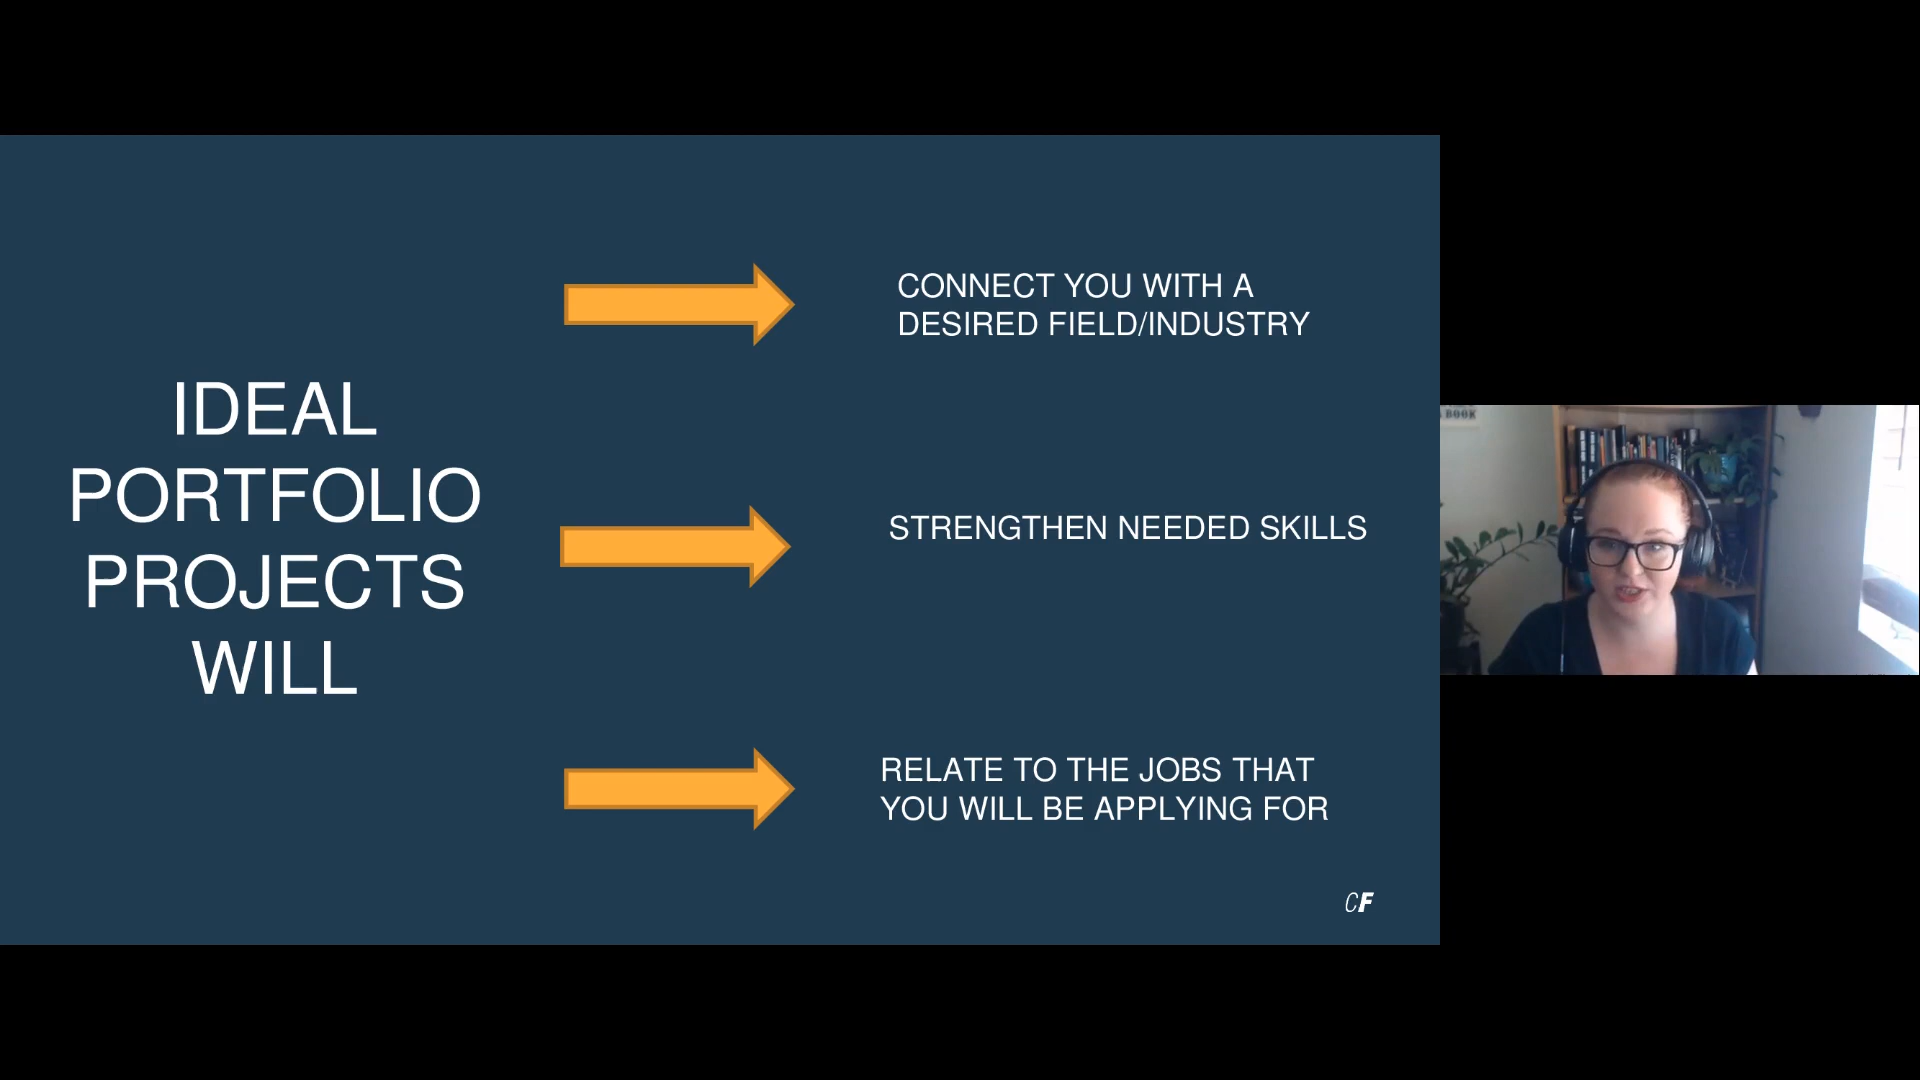 IDEAL
PORTFOLIO
PROJECTS
WILL
CONNECT YOU WITH A
DESIRED FIELD/INDUSTRY
STRENGTHEN NEEDED SKILLS
RELATE TO THE JOBS THAT
YOU WILL BE APPLYING FOR
CF
BOOK